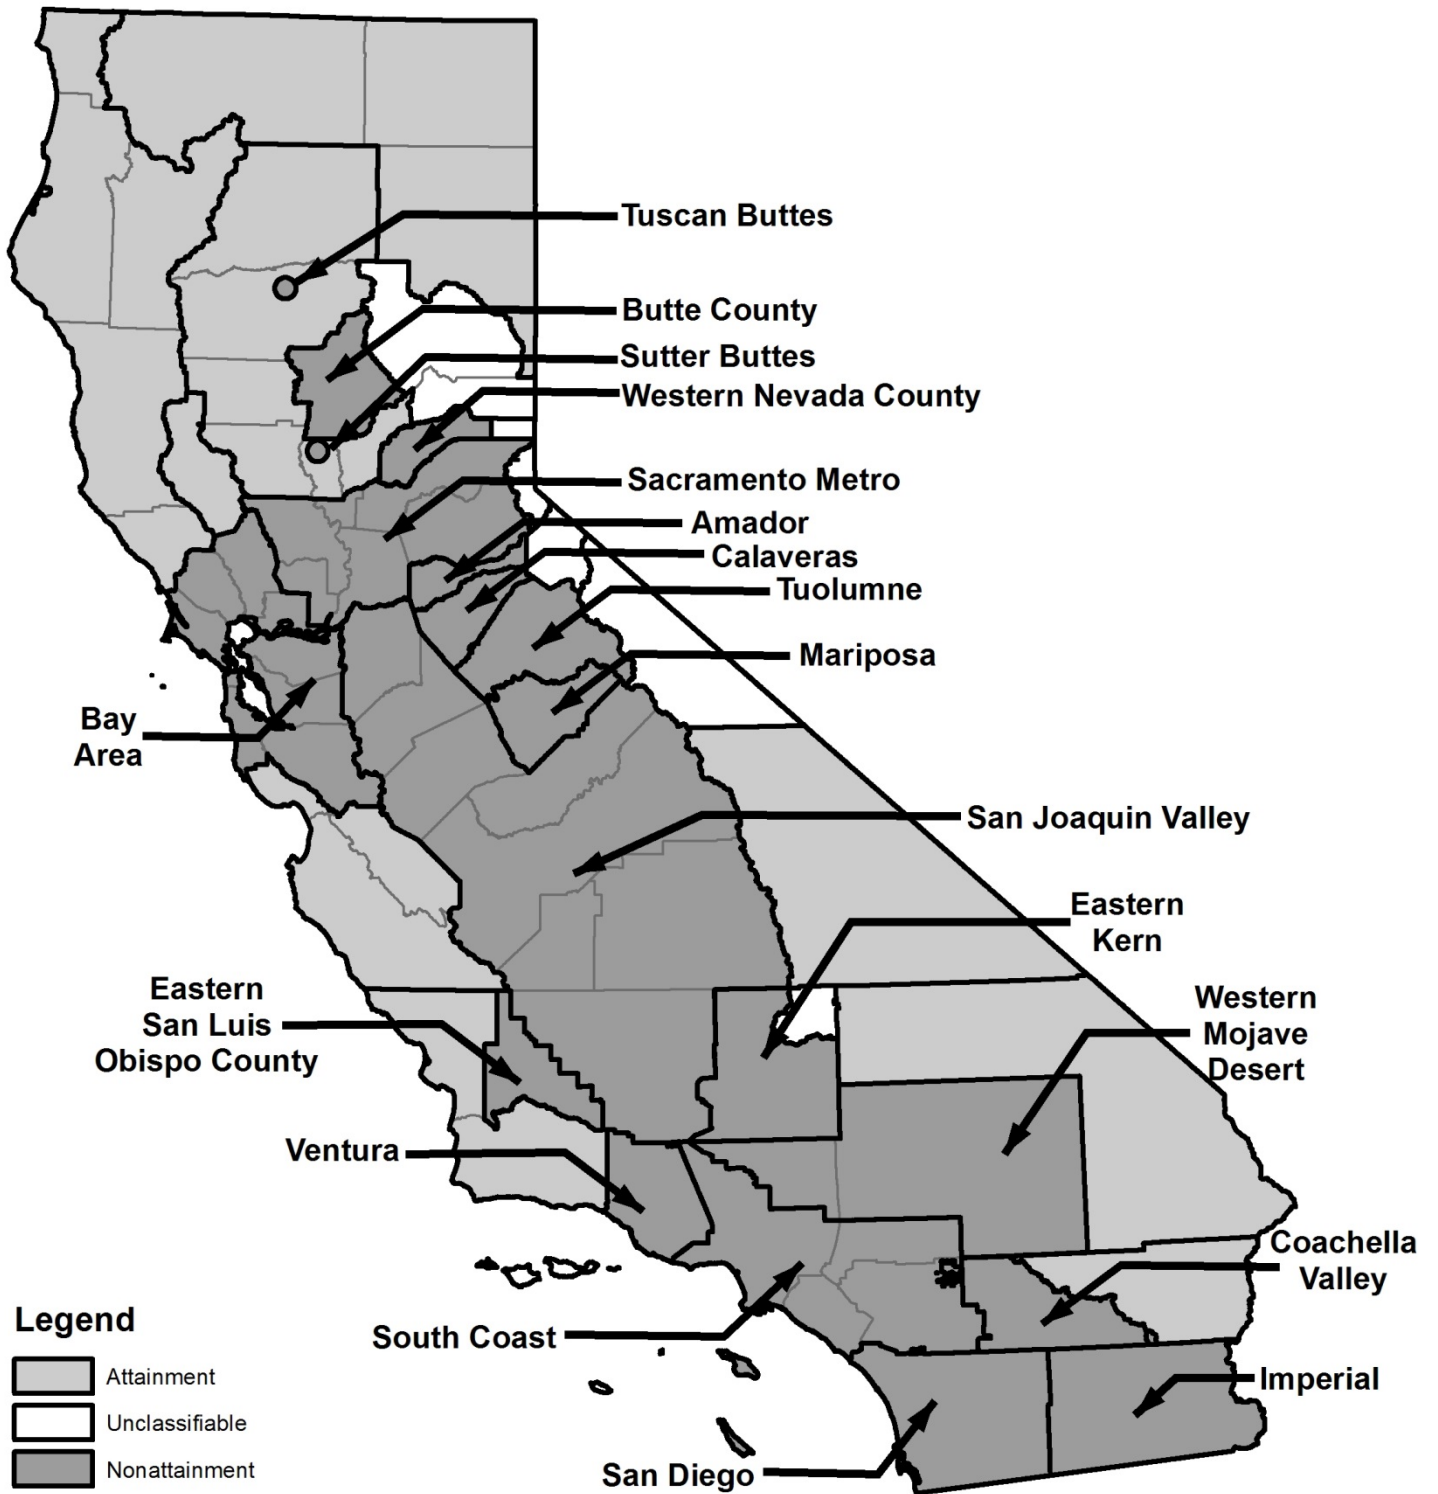 Tuscan Buttes
Butte County
Sutter Buttes
Western Nevada County
Sacramento Metro
Amador
Calaveras
Tuolumne
Mariposa
Bay
Area
San Joaquin Valley
Eastern
Kern
Eastern
San Luis
Obispo County
Western
Mojave
Desert
Ventura
Coachella
Valley
South Coast
Imperial
San Diego
Legend
Attainment
Unclassifiable
Nonattainment